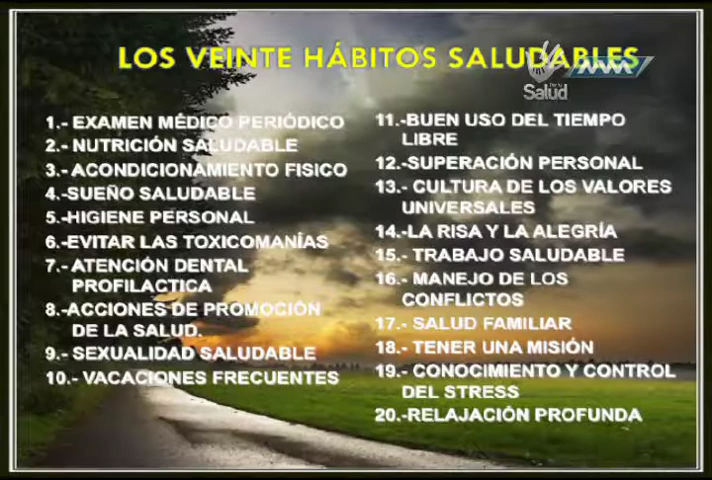 LOS VEINTE HÁBITOS SALUDABLES
Salud
1.- EXAMEN MÉDICO PERIÓDICO
2.- NUTRICIÓN SALUDABLE
3.- ACONDICIONAMIENTO FISICO
4.-SUEÑO SALUDABLE
5.-HIGIENE PERSONAL
6.-EVITAR LAS TOXICOMANÍAS
7.- ATENCIÓN DENTAL
PROFILACTICA
8.-ACCIONES DE PROMOCIÓN
DE LA SALUD.
9.- SEXUALIDAD SALUDABLE
10.- VACACIONES FRECUENTES
11.-BUEN USO DEL TIEMPO
LIBRE
12.-SUPERACIÓN PERSONAL
13.- CULTURA DE LOS VALORES
UNIVERSALES
14.-LA RISA Y LA ALEGRÍA
15.- TRABAJO SALUDABLE
16.- MANEJO DE LOS
CONFLICTOS
17.- SALUD FAMILIAR
18.- TENER UNA MISIÓN
19.- CONOCIMIENTO Y CONTROL
DEL STRESS
20.-RELAJACIÓN PROFUNDA